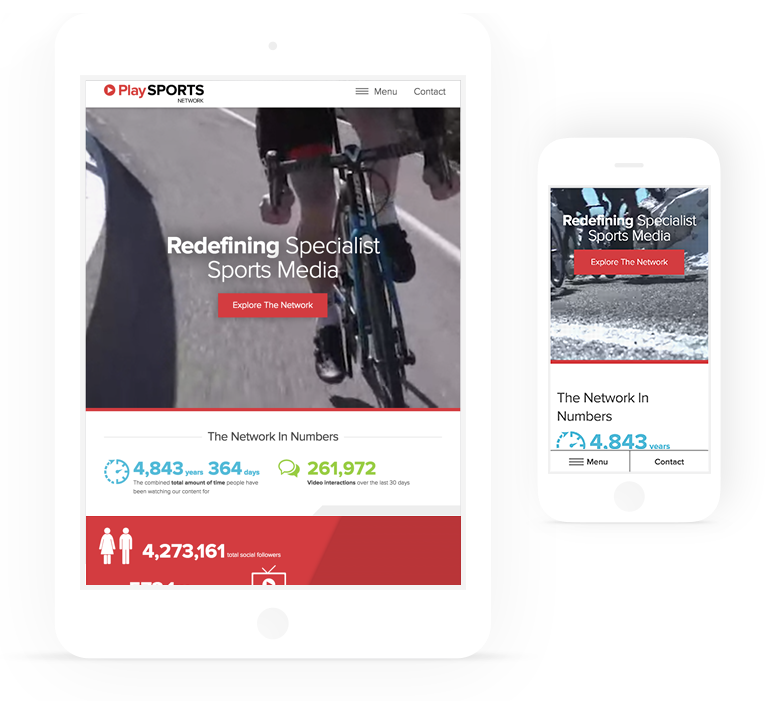 PlaySPORTS
NETWORK
Menu
Contact
Redefining Specialist
Sports Media
Explore The Network
The Network In Numbers
4,843 years 364 days
The combined total amount of time people have
been watching our content for
261,972
Video interactions over the last 30 days
4,273,161 total social followers
Redefining Specialist
Sports Media
Explore The Network
The Network In
Numbers
4,843 years
Menu
Contact